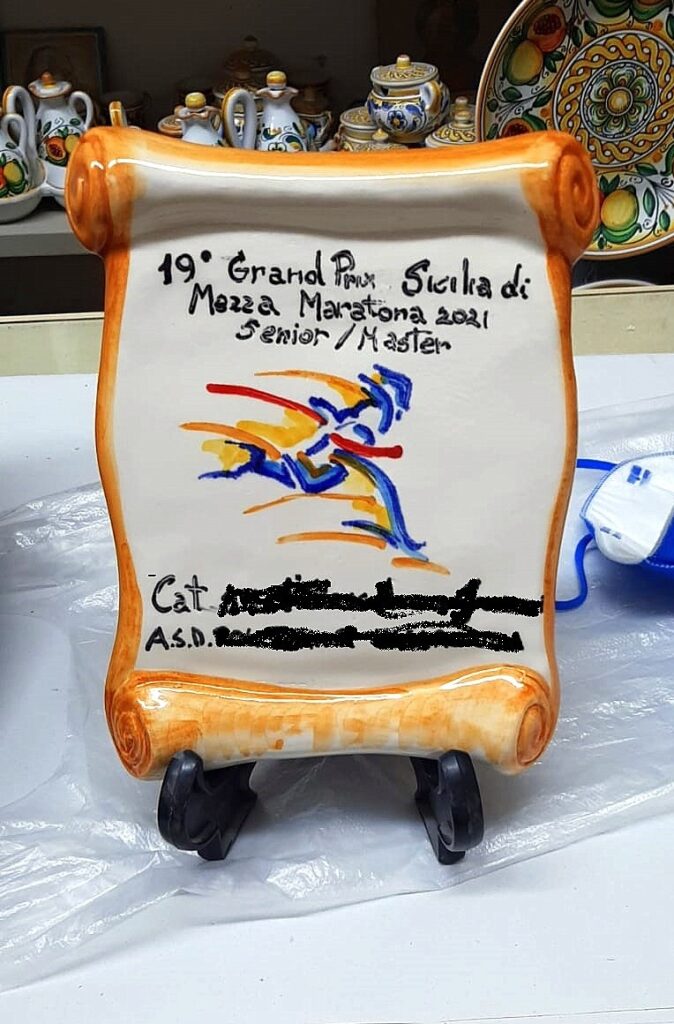 19° Grand Prix Sicilia di
Mezza Maratona 2021
Senior / Master
Cat
A.S.D.